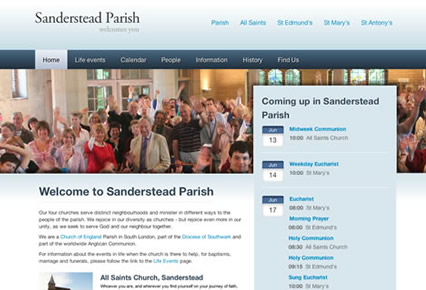 Sanderstead Parish
welcomes you
Parish All Saints St Edmund's St Mary's St Antony's
Home Life events Calendar People Information History Find Us
Coming up in Sanderstead
Parish
Jun
13
Midweek Communion
10:00 All Saints Church
Jun
14
Weekday Eucharist
10:00 St Mary's
Jun
17
Eucharist
08:00 St Mary's
Morning Prayer
08:00 St Edmund's
Holy Communion
08:30 All Saints Church
Holy Communion
09:15 St Edmund's
Sung Eucharist
10:00 St Mary's
Welcome to Sanderstead Parish
Our four churches serve distinct neighbourhoods and minister in different ways to the
people of the parish. We rejoice in our diversity as churches - but rejoice even more in our
unity, as we seek to serve God and our neighbour together.
We are a Church of England Parish in South London, part of the Diocese of Southwark and
part of the worldwide Anglican Communion.
For information about the events in life when the church is there to help, for baptisms,
marriage and funerals, please follow the link to the Life Events page.
All Saints Church, Sanderstead
Whoever you are, and wherever you find yourself on your journey of faith,